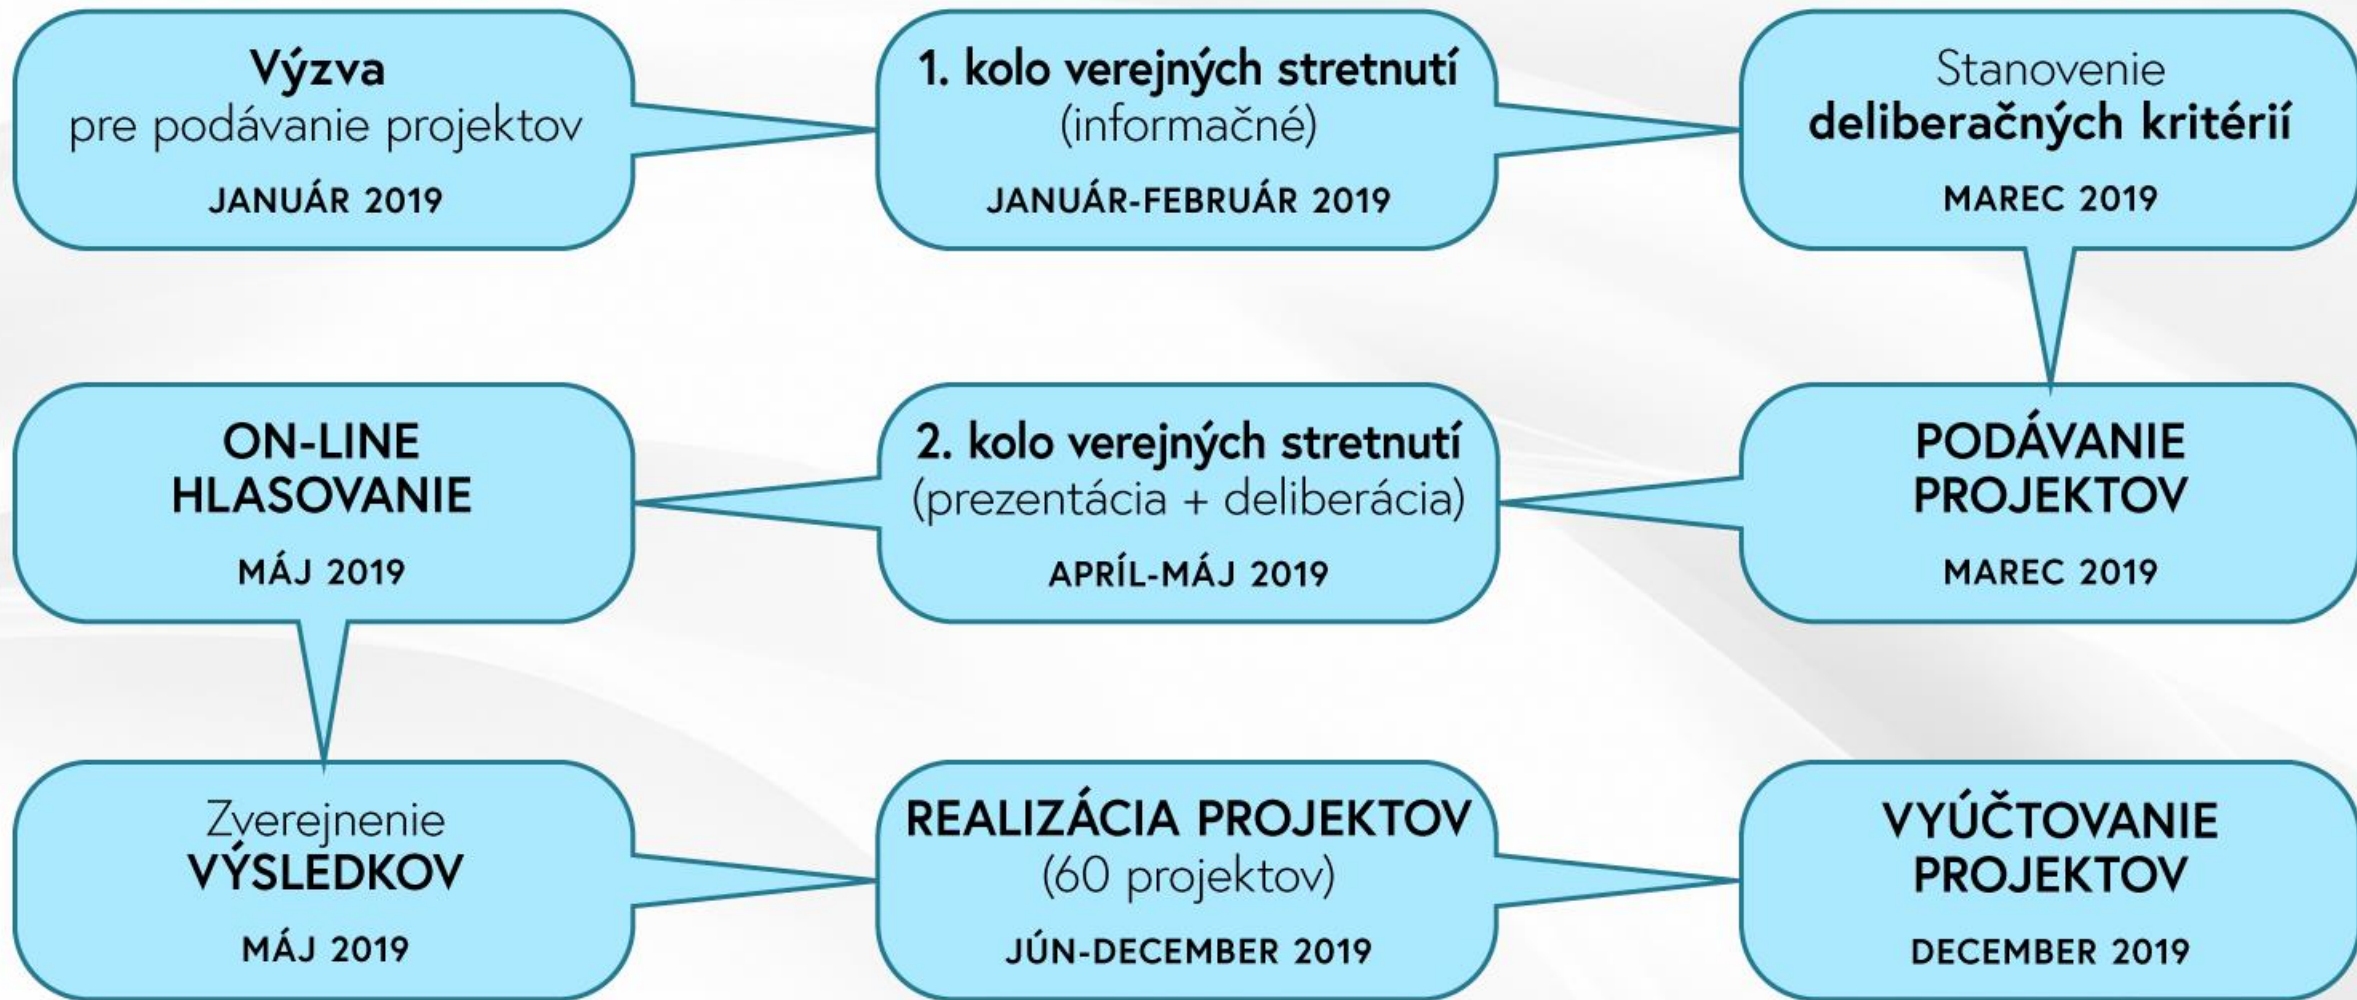 Výzva
pre podávanie projektov
JANUÁR 2019
1. kolo verejných stretnutí
(informačné)
JANUÁR-FEBRUÁR 2019
Stanovenie
deliberačných kritérií
MAREC 2019
PODÁVANIE
PROJEKTOV
MAREC 2019
2. kolo verejných stretnutí
(prezentácia + deliberácia)
APRÍL-MÁJ 2019
ON-LINE
HLASOVANIE
MÁJ 2019
Zverejnenie
VÝSLEDKOV
MÁJ 2019
REALIZÁCIA PROJEKTOV
(60 projektov)
JÚN-DECEMBER 2019
VYÚČTOVANIE
PROJEKTOV
DECEMBER 2019